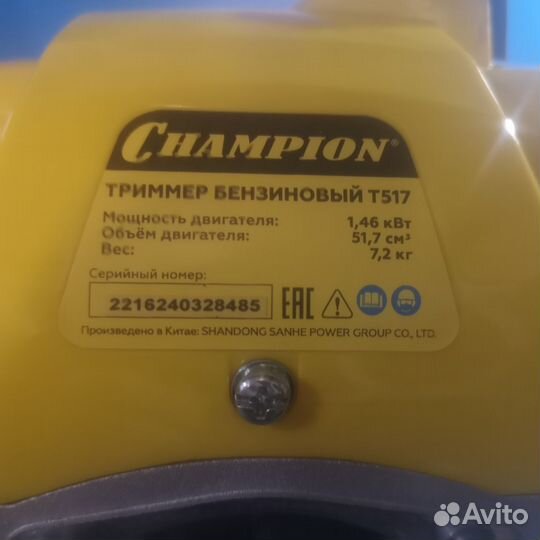 CHAMPION®
ТРИММЕР БЕНЗИНОВЫЙ T517
Мощность двигателя: 1,46 кВт
Объём двигателя: 51,7 см³
Вес: 7,2 кг
Серийный номер:
2216240328485 EAC
Произведено в Китае: SHANDONG SANHE POWER GROUP CO., LTD.
Avito